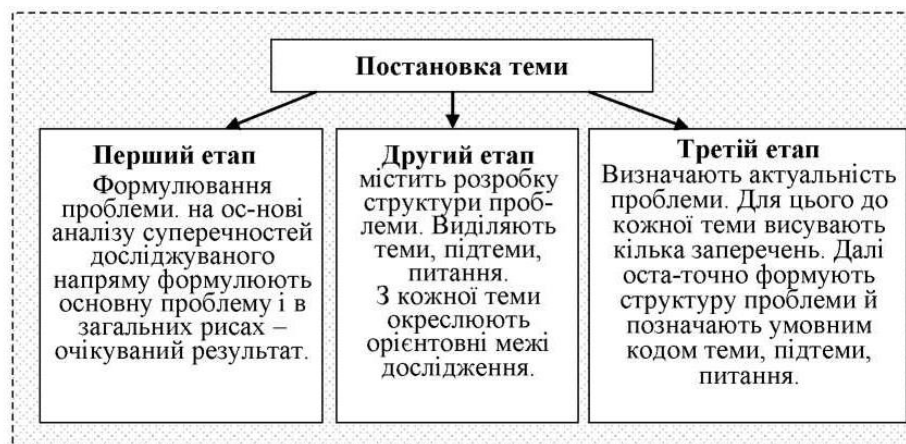 Постановка теми
Перший етап
Формулювання
проблеми. на ос-нові
аналізу суперечностей
досліджуваного
напряму формулюють
основну проблему і в
загальних рисах –
очікуваний результат.
Другий етап
містить розробку
структури проб-
леми. Виділяють
теми, підтеми,
питання.
З кожної теми
окреслюють
орієнтовні межі
дослідження.
Третій етап
Визначають актуальність
проблеми. Для цього до
кожної теми висувають
кілька заперечень. Далі
оста-точно формують
структуру проблеми й
позначають умовним
кодом теми, підтеми,
питання.